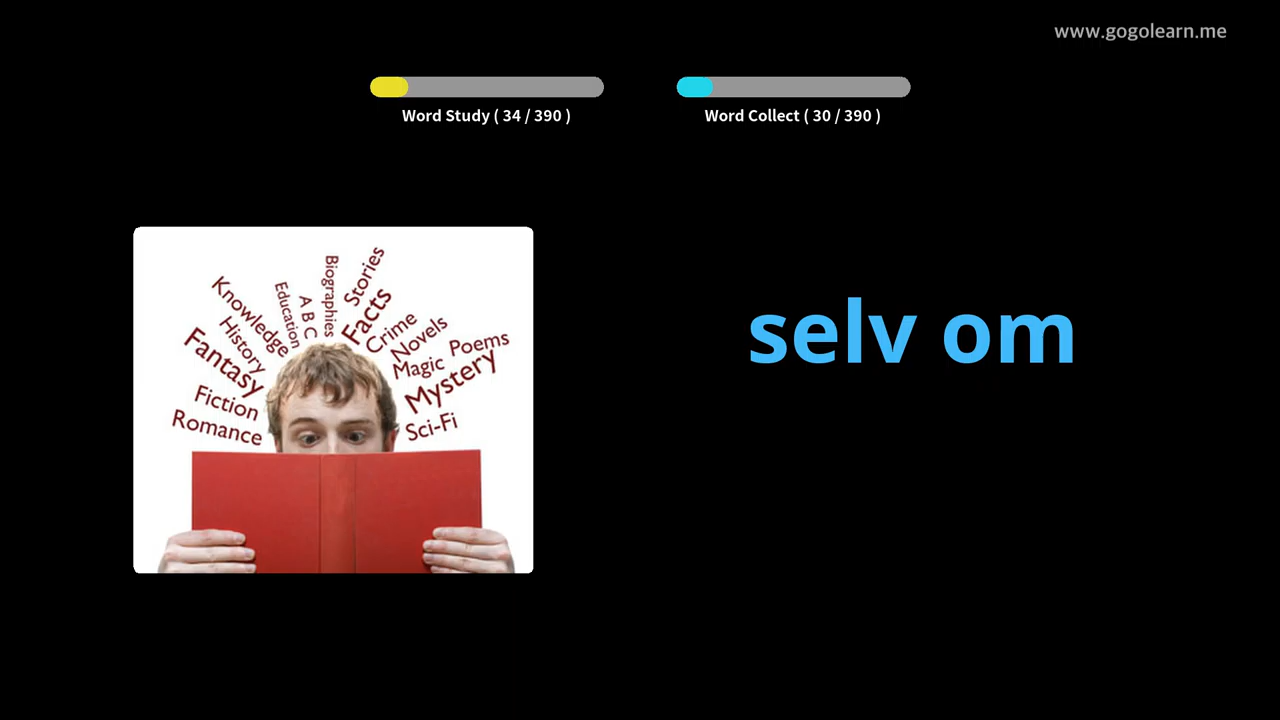 www.gogolearn.me
Word Study ( 34 / 390 )
Word Collect ( 30 / 390 )
selv om
Biographies
Stories
Education
A B C
Facts
Knowledge
Crime
History
Novels
Fantasy
Magic
Poems
Mystery
Fiction
Romance
Sci-Fi